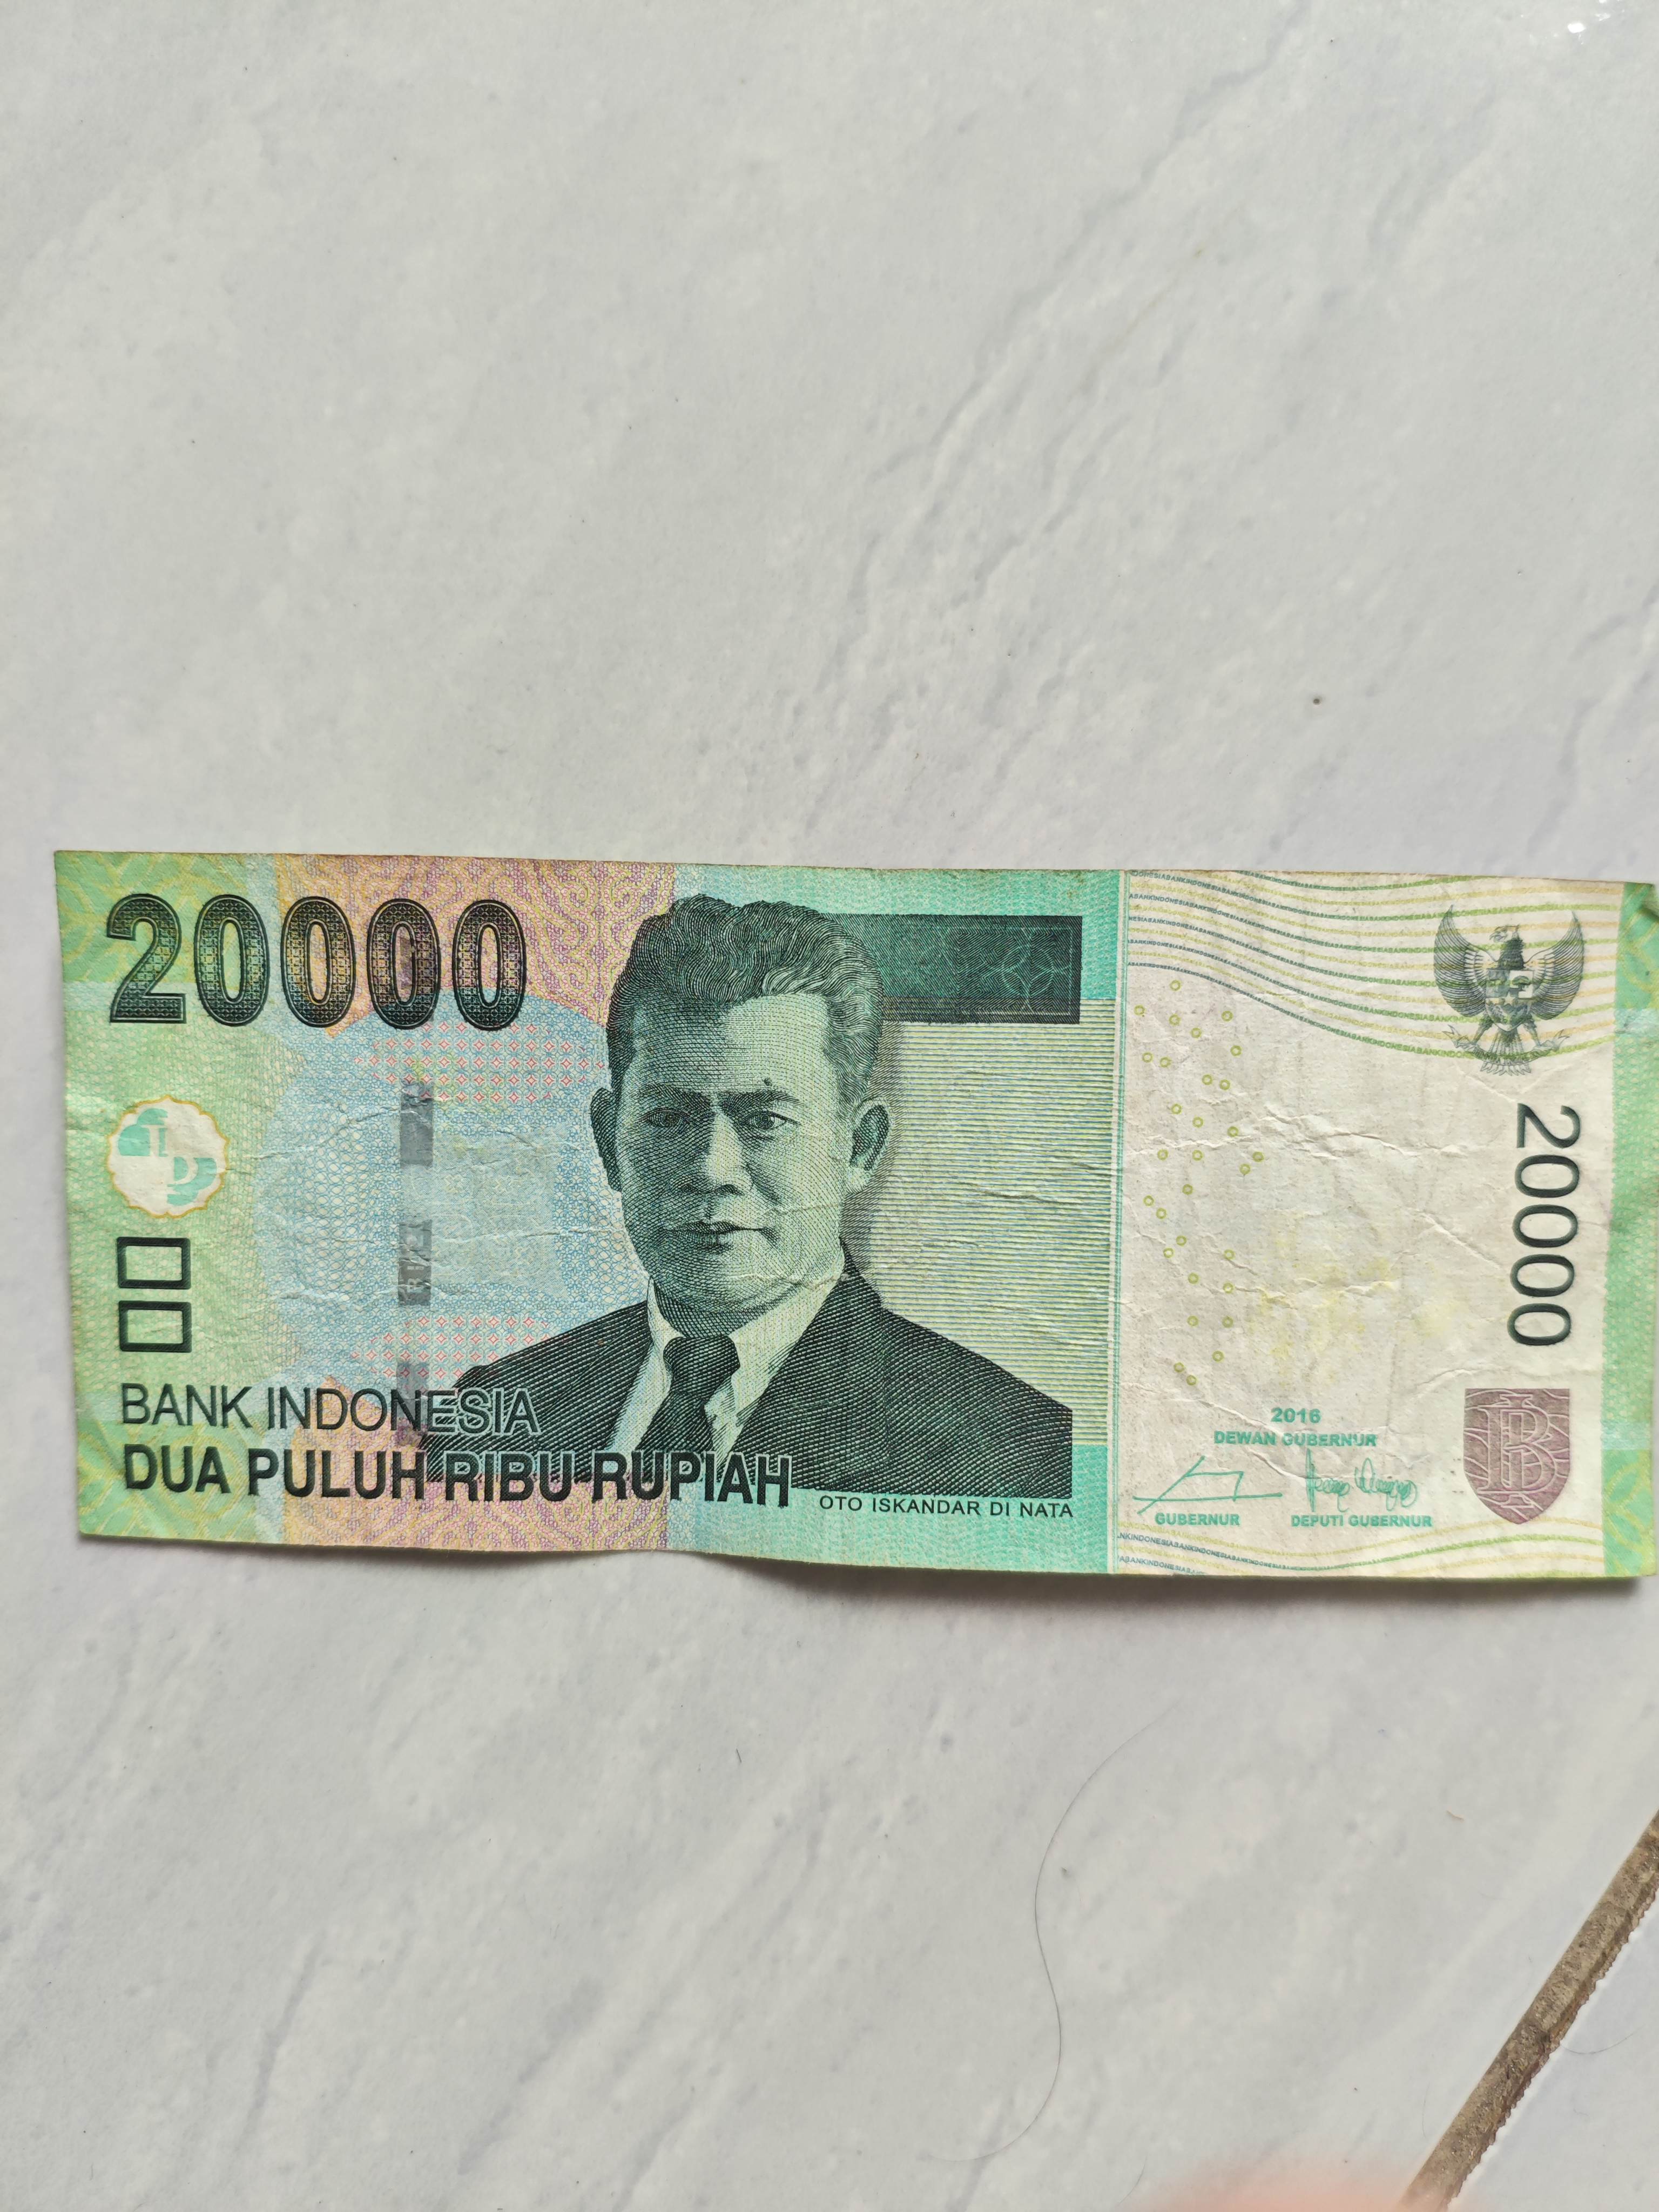 20000
BANK INDONESIA
DUA PULUH RIBU RUPIAH
OTO ISKANDAR DI NATA
20000
2016
DEWAN GUBERNUR
GUBERNUR
DEPUTI GUBERNUR